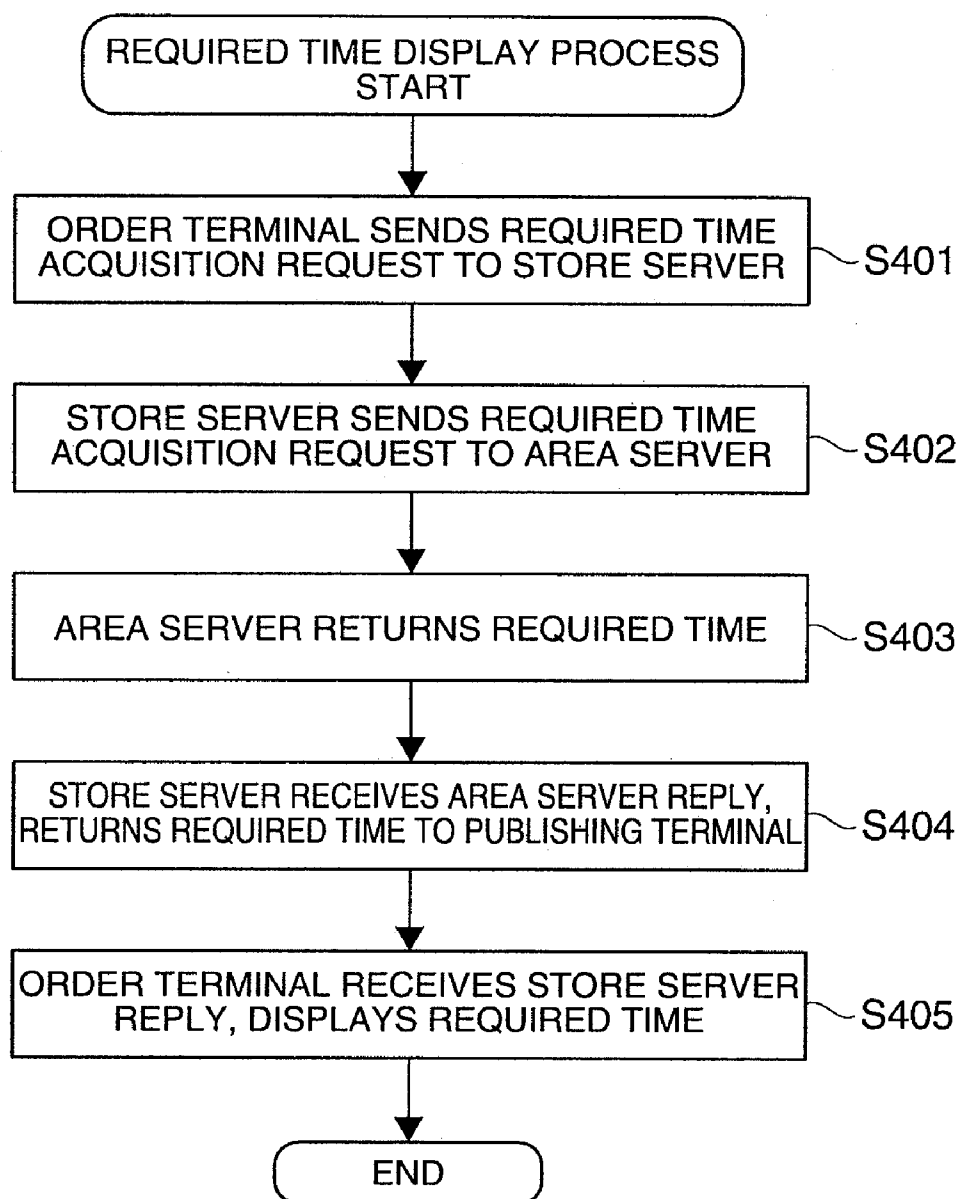 REQUIRED TIME DISPLAY PROCESS
START
ORDER TERMINAL SENDS REQUIRED TIME
ACQUISITION REQUEST TO STORE SERVER
S401
STORE SERVER SENDS REQUIRED TIME
ACQUISITION REQUEST TO AREA SERVER
S402
AREA SERVER RETURNS REQUIRED TIME
S403
STORE SERVER RECEIVES AREA SERVER REPLY,
RETURNS REQUIRED TIME TO PUBLISHING TERMINAL
S404
ORDER TERMINAL RECEIVES STORE SERVER
REPLY, DISPLAYS REQUIRED TIME
S405
END